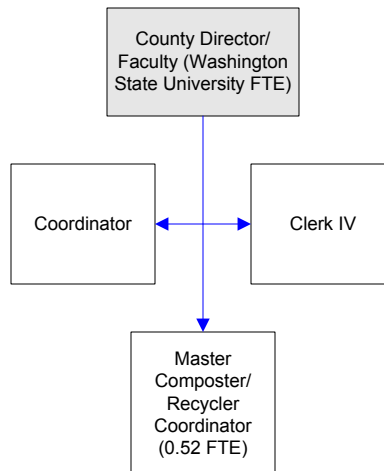 County Director/
Faculty (Washington
State University FTE)
Coordinator
Clerk IV
Master
Composter/
Recycler
Coordinator
(0.52 FTE)